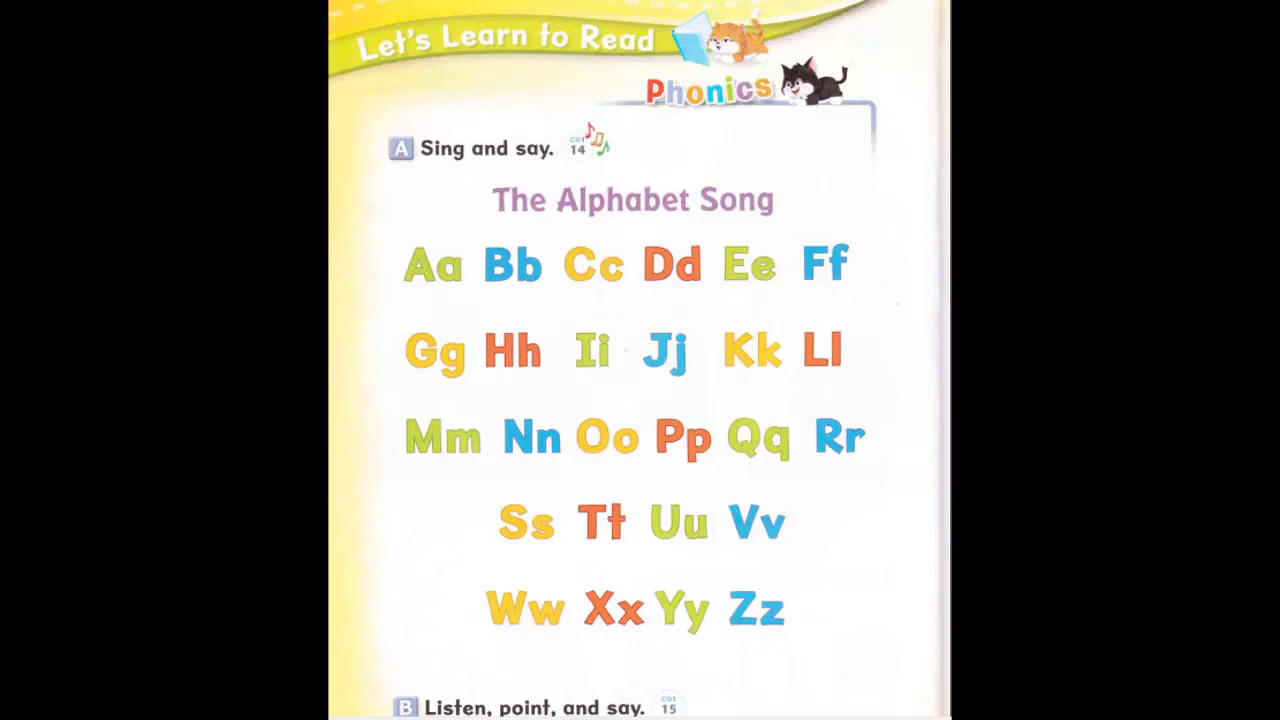 Let's Learn to Read
Phonics
A Sing and say. CD1 14
The Alphabet Song
Aa Bb Cc Dd Ee Ff
Gg Hh Ii Jj Kk Ll
Mm Nn Oo Pp Qq Rr
Ss Tt Uu Vv
Ww Xx Yy Zz
B Listen, point, and say. CD1 15